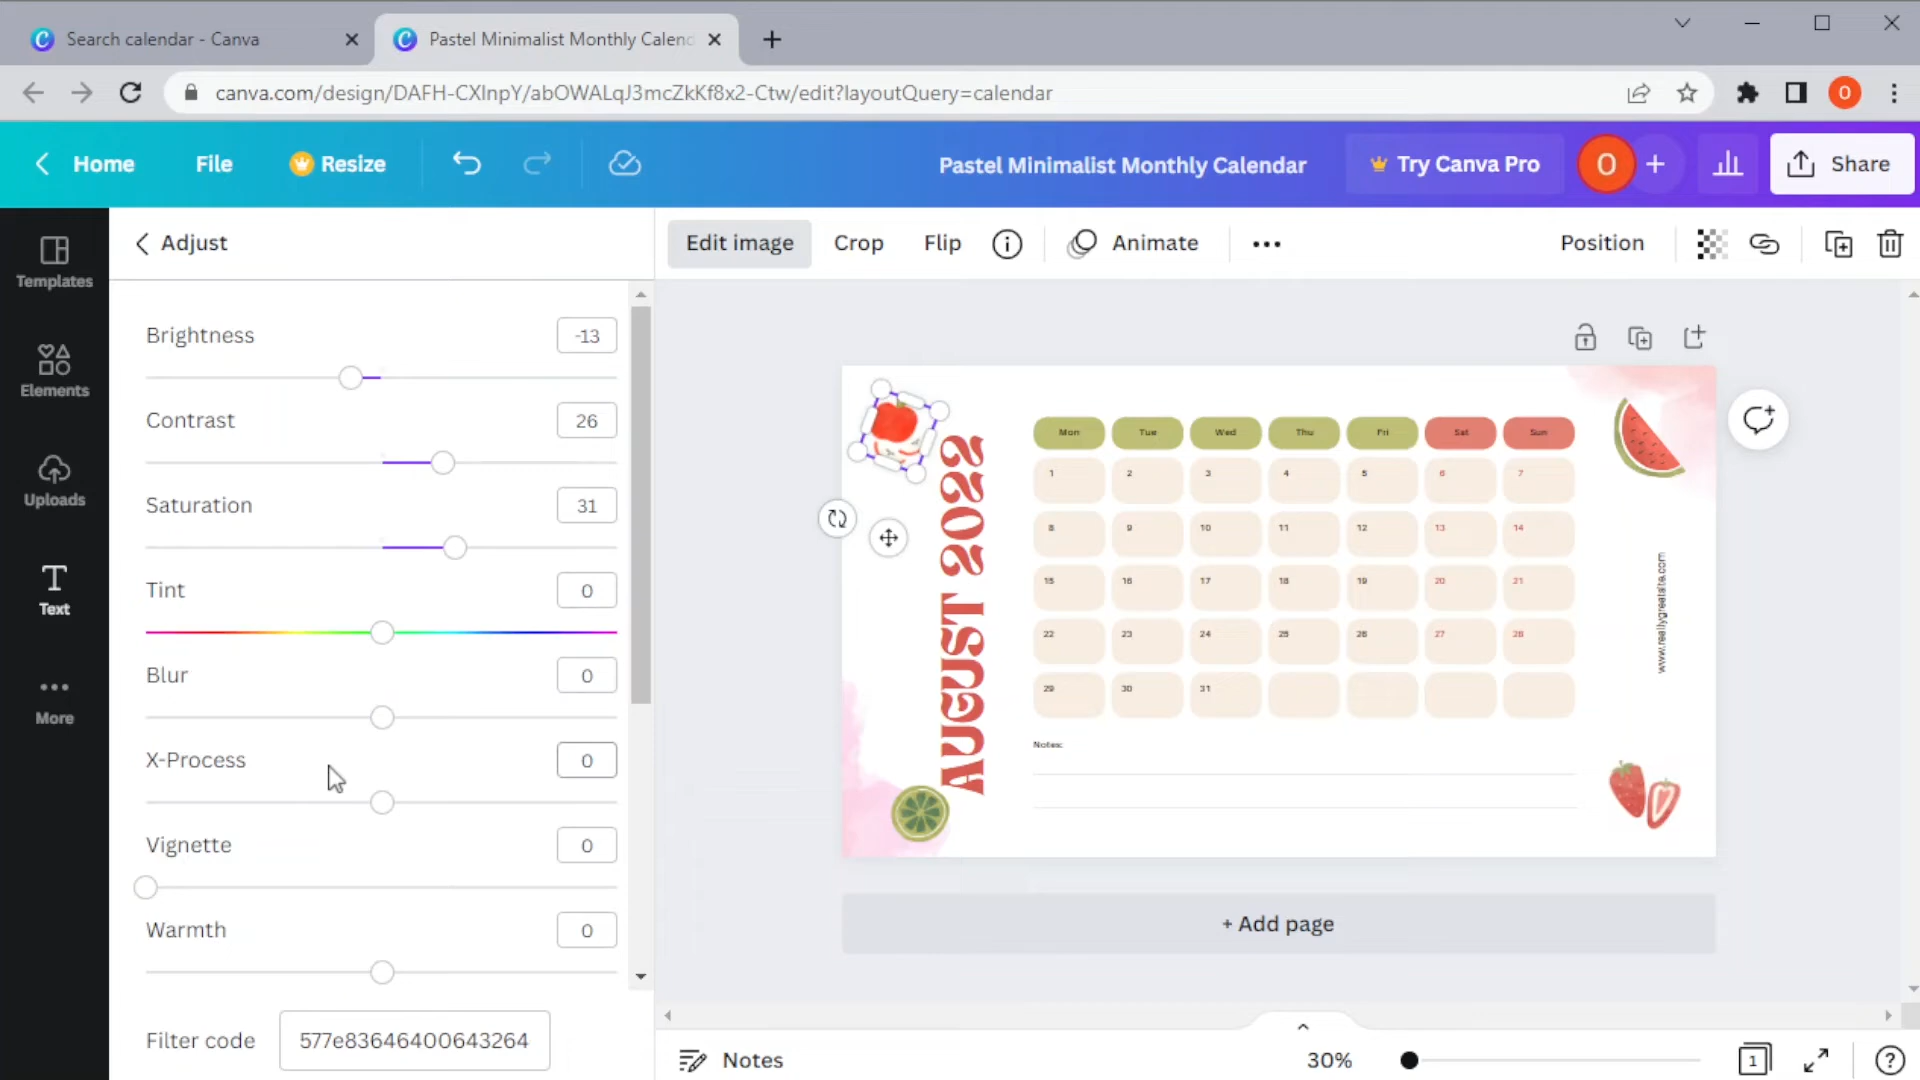 Search calendar - Canva
Pastel Minimalist Monthly Calend
canva.com/design/DAFH-CXInpY/abOWALqJ3mcZkKf8x2-Ctw/edit?layoutQuery=calendar
O
Home
File
Resize
Pastel Minimalist Monthly Calendar
Try Canva Pro
O
Share
Templates
Elements
Uploads
Text
More
Adjust
Brightness
-13
Contrast
26
Saturation
31
Tint
0
Blur
0
X-Process
0
Vignette
0
Warmth
0
Filter code
577e83646400643264
Edit image
Crop
Flip
Animate
Position
AUGUST 2022
Mon Tue Wed Thu Fri Sat Sun
1 2 3 4 5 6 7
8 9 10 11 12 13 14
15 16 17 18 19 20 21
22 23 24 25 26 27 28
29 30 31
Notes:
www.reallygreatsite.com
+ Add page
Notes
30%
1